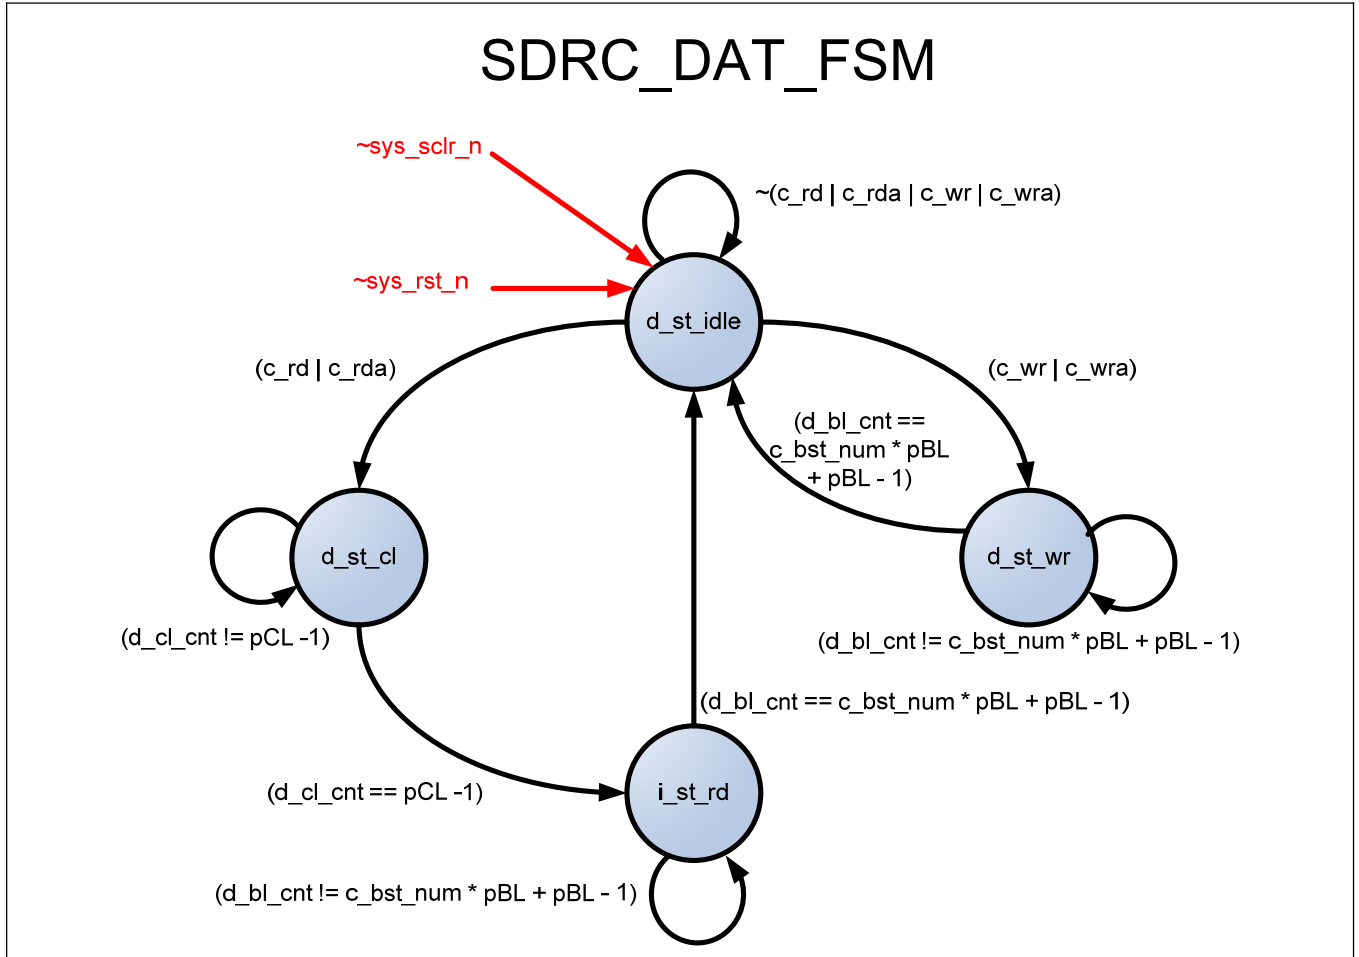 SDRC_DAT_FSM
~sys_sclr_n
~(c_rd | c_rda | c_wr | c_wra)
~sys_rst_n
d_st_idle
(c_rd | c_rda)
(c_wr | c_wra)
(d_bl_cnt ==
c_bst_num * pBL
+ pBL - 1)
d_st_cl
d_st_wr
(d_cl_cnt != pCL -1)
(d_bl_cnt != c_bst_num * pBL + pBL - 1)
(d_bl_cnt == c_bst_num * pBL + pBL - 1)
(d_cl_cnt == pCL -1)
i_st_rd
(d_bl_cnt != c_bst_num * pBL + pBL - 1)